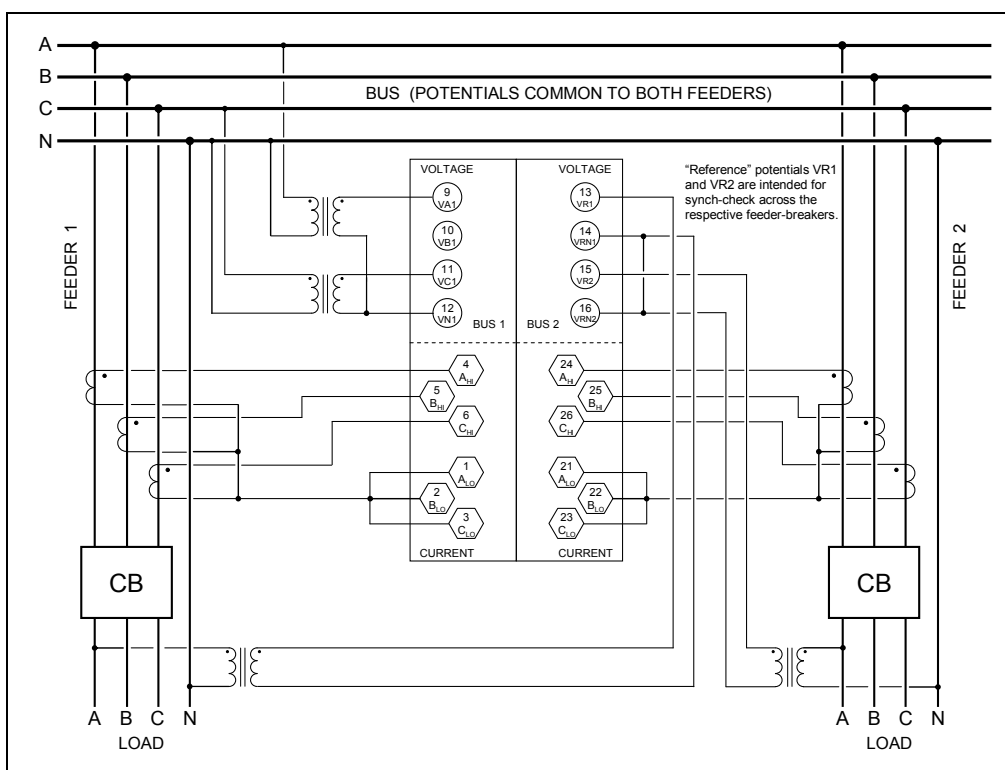 A
B
BUS (POTENTIALS COMMON TO BOTH FEEDERS)
C
N
VOLTAGE
VOLTAGE
“Reference” potentials VR1
and VR2 are intended for
synch-check across the
respective feeder-breakers.
9
VA1
10
VB1
11
VC1
12
VN1
BUS 1
13
VR1
14
VRN1
15
VR2
16
VRN2
BUS 2
FEEDER 1
FEEDER 2
4
AHI
5
BHI
6
CHI
24
AHI
25
BHI
26
CHI
1
ALO
2
BLO
3
CLO
21
ALO
22
BLO
23
CLO
CURRENT
CURRENT
CB
CB
A B C N
LOAD
A B C N
LOAD